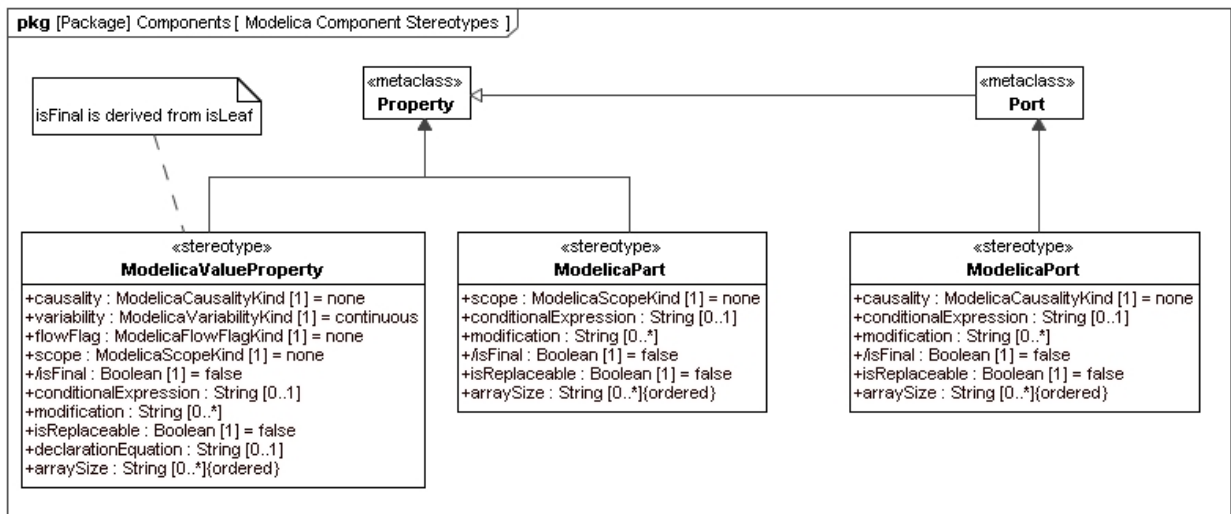 pkg [Package] Components [ Modelica Component Stereotypes ]
isFinal is derived from isLeaf
«metaclass»
Property
«metaclass»
Port
«stereotype»
ModelicaValueProperty
+causality : ModelicaCausalityKind [1] = none
+variability : ModelicaVariabilityKind [1] = continuous
+flowFlag : ModelicaFlowFlagKind [1] = none
+scope : ModelicaScopeKind [1] = none
+/isFinal : Boolean [1] = false
+conditionalExpression : String [0..1]
+modification : String [0..*]
+isReplaceable : Boolean [1] = false
+declarationEquation : String [0..1]
+arraySize : String [0..*]{ordered}
«stereotype»
ModelicaPart
+scope : ModelicaScopeKind [1] = none
+conditionalExpression : String [0..1]
+modification : String [0..*]
+/isFinal : Boolean [1] = false
+isReplaceable : Boolean [1] = false
+arraySize : String [0..*]{ordered}
«stereotype»
ModelicaPort
+causality : ModelicaCausalityKind [1] = none
+conditionalExpression : String [0..1]
+modification : String [0..*]
+/isFinal : Boolean [1] = false
+isReplaceable : Boolean [1] = false
+arraySize : String [0..*]{ordered}